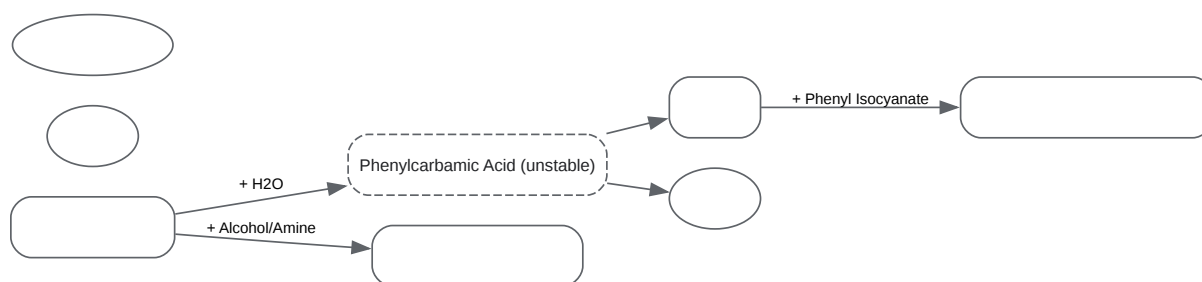 + Phenyl Isocyanate
Phenylcarbamic Acid (unstable)
+ H2O
+ Alcohol/Amine